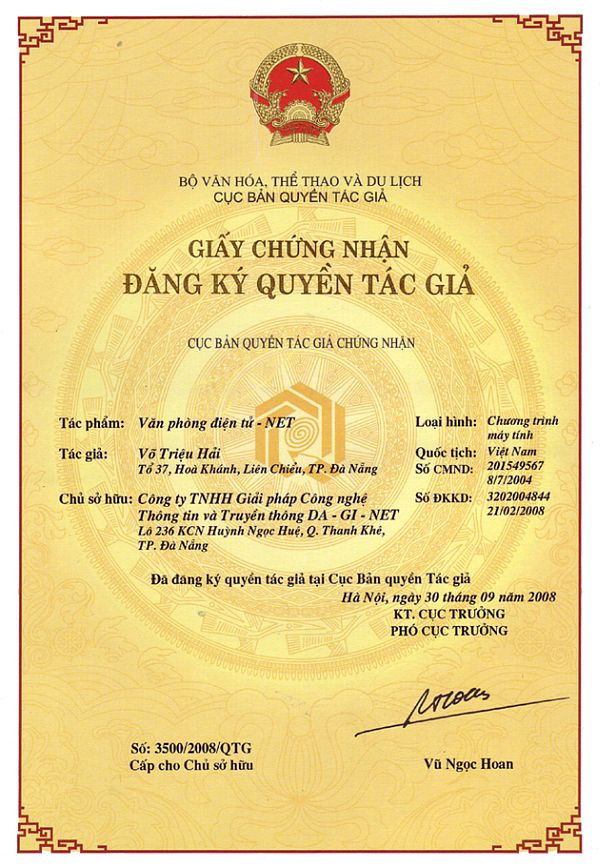 BỘ VĂN HÓA, THỂ THAO VÀ DU LỊCH
CỤC BẢN QUYỀN TÁC GIẢ
GIẤY CHỨNG NHẬN
ĐĂNG KÝ QUYỀN TÁC GIẢ
CỤC BẢN QUYỀN TÁC GIẢ CHỨNG NHẬN
Tác phẩm: Văn phòng điện tử - NET
Loại hình: Chương trình
máy tính
Tác giả: Võ Triệu Hải
Tổ 37, Hoà Khánh, Liên Chiểu, TP. Đà Nẵng
Quốc tịch: Việt Nam
Số CMND: 201549567
8/7/2004
Chủ sở hữu: Công ty TNHH Giải pháp Công nghệ
Thông tin và Truyền thông DA - GI - NET
Lô 236 KCN Huỳnh Ngọc Huệ, Q. Thanh Khê,
TP. Đà Nẵng
Số ĐKKD: 3202004844
21/02/2008
Đã đăng ký quyền tác giả tại Cục Bản quyền Tác giả
Hà Nội, ngày 30 tháng 09 năm 2008
KT. CỤC TRƯỞNG
PHÓ CỤC TRƯỞNG
Số: 3500/2008/QTG
Cấp cho Chủ sở hữu
Vũ Ngọc Hoan